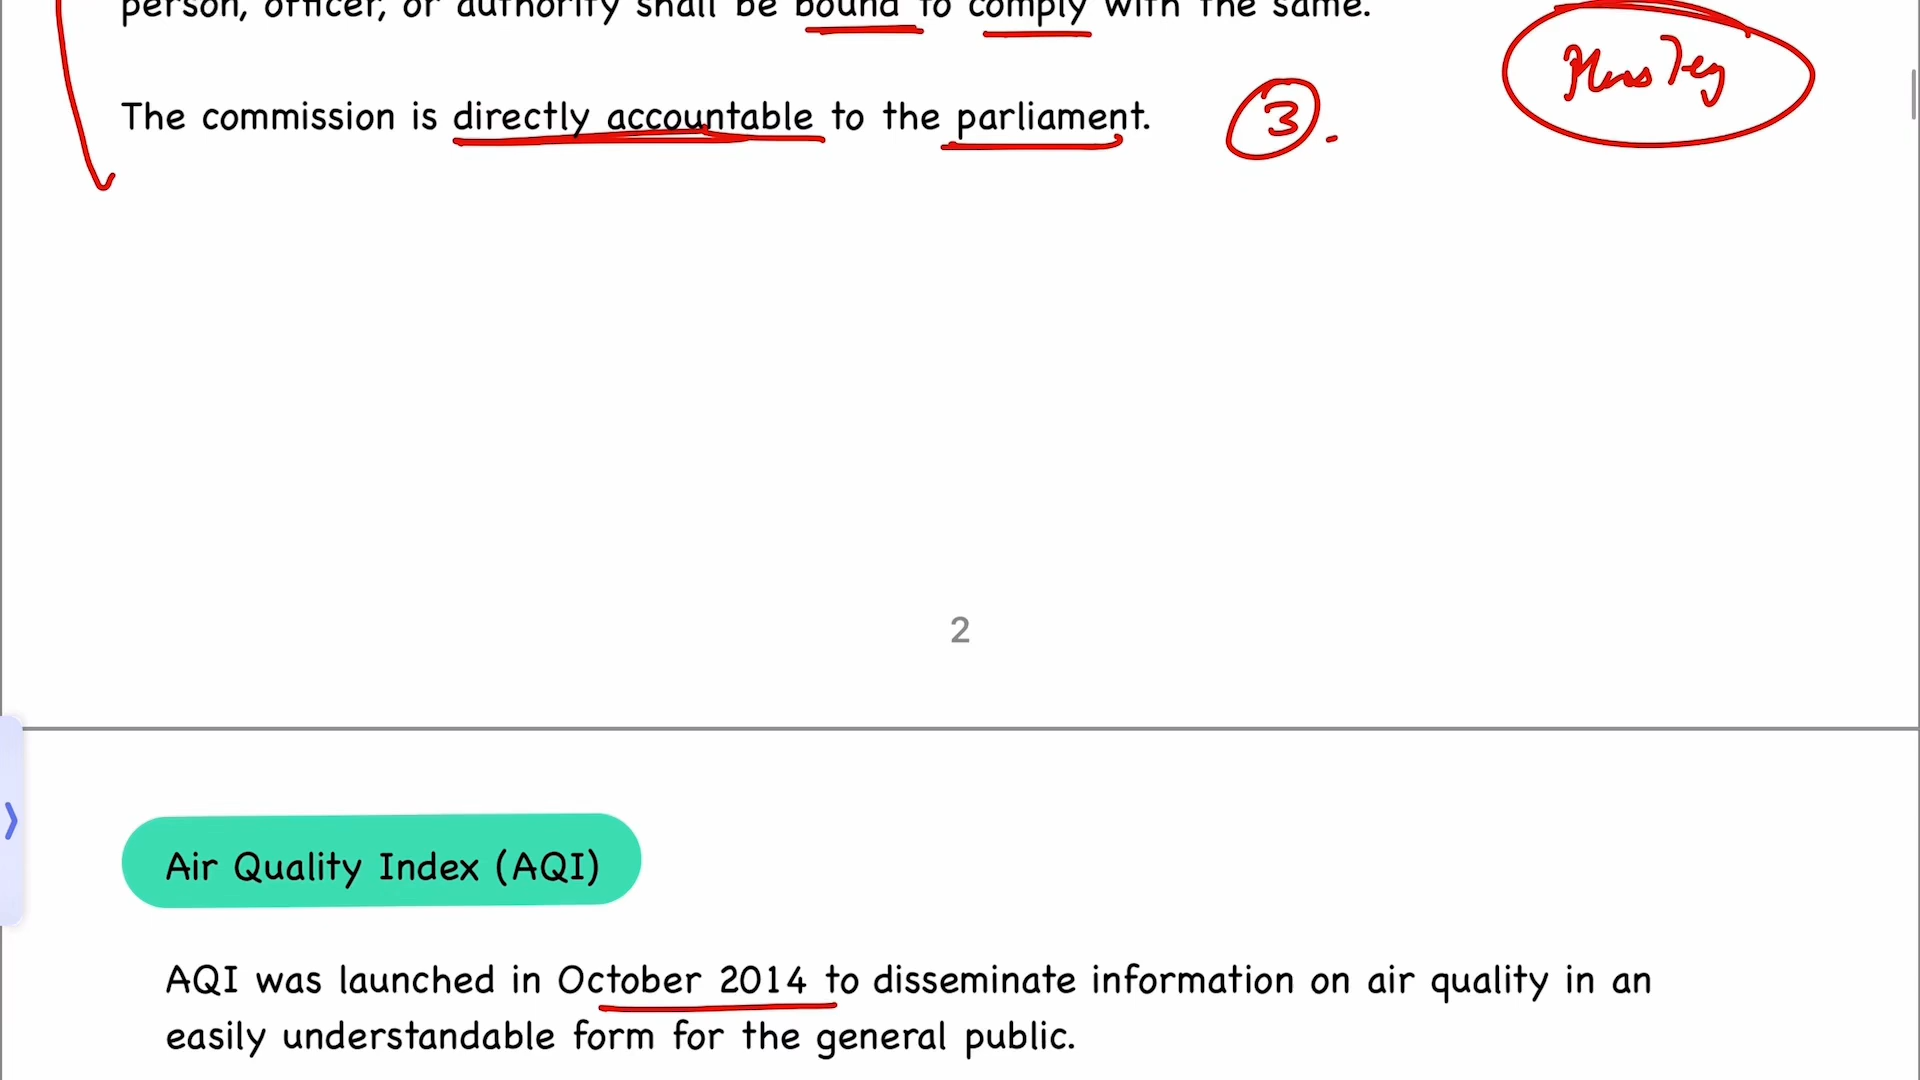 person, officer, or authority shall be bound to comply with the same.
The commission is directly accountable to the parliament.
3.
2
Air Quality Index (AQI)
AQI was launched in October 2014 to disseminate information on air quality in an
easily understandable form for the general public.